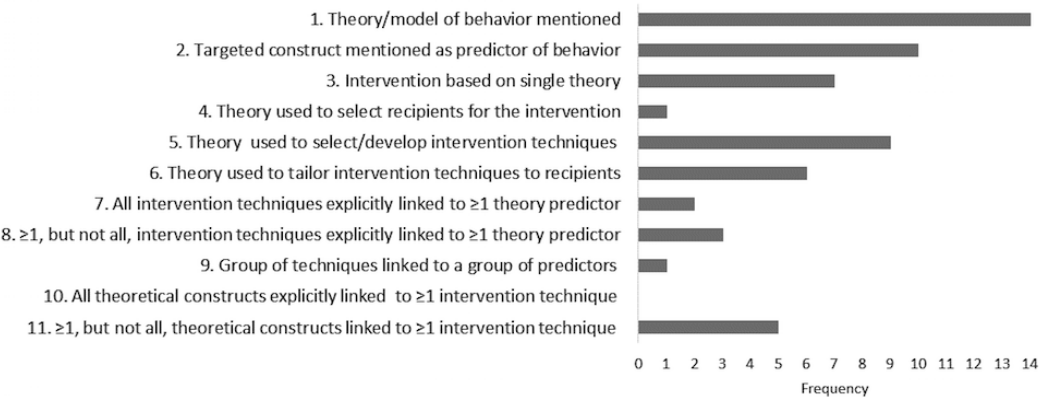 1. Theory/model of behavior mentioned
2. Targeted construct mentioned as predictor of behavior
3. Intervention based on single theory
4. Theory used to select recipients for the intervention
5. Theory used to select/develop intervention techniques
6. Theory used to tailor intervention techniques to recipients
7. All intervention techniques explicitly linked to ≥1 theory predictor
8. ≥1, but not all, intervention techniques explicitly linked to ≥1 theory predictor
9. Group of techniques linked to a group of predictors
10. All theoretical constructs explicitly linked to ≥1 intervention technique
11. ≥1, but not all, theoretical constructs linked to ≥1 intervention technique
0 1 2 3 4 5 6 7 8 9 10 11 12 13 14
Frequency